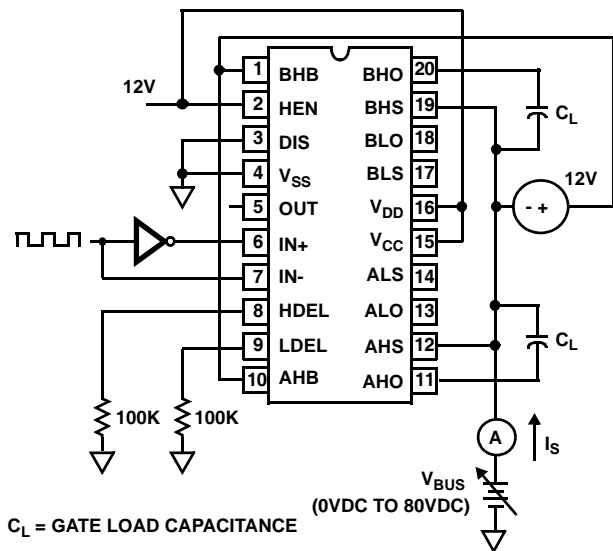 12V
1 BHB BHO 20
2 HEN BHS 19
3 DIS BLO 18
4 VSS BLS 17
5 OUT VDD 16
6 IN+ VCC 15
7 IN- ALS 14
8 HDEL ALO 13
9 LDEL AHS 12
10 AHB AHO 11
CL
12V
- +
CL
100K 100K
A
IS
VBUS
(0VDC TO 80VDC)
CL = GATE LOAD CAPACITANCE